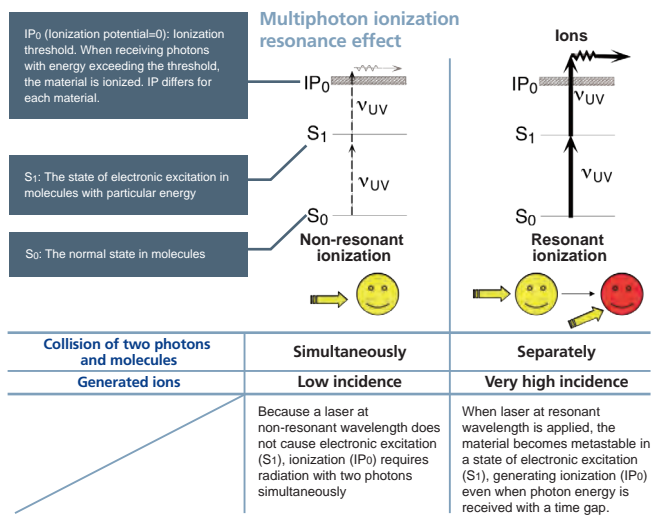 Multiphoton ionization
resonance effect
IP0 (Ionization potential=0): Ionization
threshold. When receiving photons
with energy exceeding the threshold,
the material is ionized. IP differs for
each material.
S1: The state of electronic excitation in
molecules with particular energy
S0: The normal state in molecules
IP0
νUV
S1
νUV
S0
Non-resonant
ionization
Ions
IP0
νUV
S1
νUV
S0
Resonant
ionization
Collision of two photons
and molecules
Simultaneously
Separately
Generated ions
Low incidence
Very high incidence
Because a laser at
non-resonant wavelength does
not cause electronic excitation
(S1), ionization (IP0) requires
radiation with two photons
simultaneously
When laser at resonant
wavelength is applied, the
material becomes metastable in
a state of electronic excitation
(S1), generating ionization (IP0)
even when photon energy is
received with a time gap.